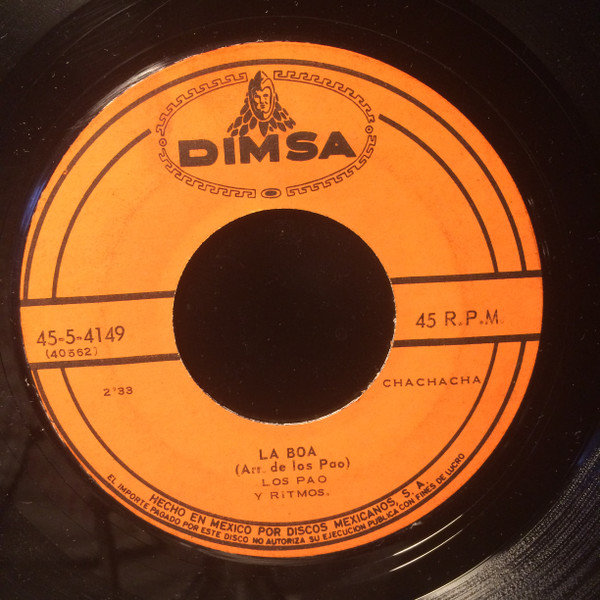 DIMSA
45-5-4149
(40362)
45 R.P.M.
2'33
CHACHACHA
LA BOA
(Arr. de los Pao)
LOS PAO
Y RITMOS.
HECHO EN MEXICO POR DISCOS MEXICANOS, S. A.
EL IMPORTE PAGADO POR ESTE DISCO NO AUTORIZA SU EJECUCION PUBLICA CON FINES DE LUCRO